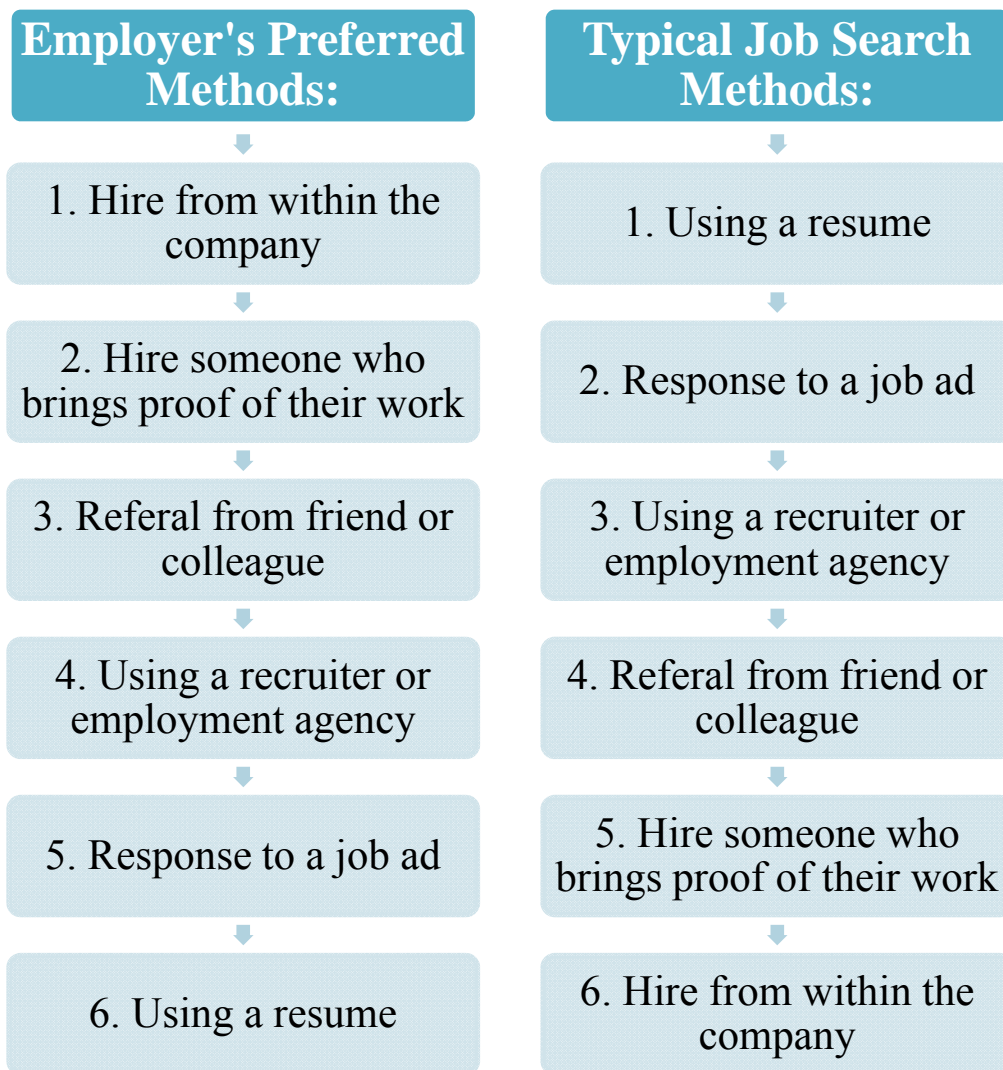 Employer's Preferred
Methods:
1. Hire from within the
company
2. Hire someone who
brings proof of their work
3. Referal from friend or
colleague
4. Using a recruiter or
employment agency
5. Response to a job ad
6. Using a resume
Typical Job Search
Methods:
1. Using a resume
2. Response to a job ad
3. Using a recruiter or
employment agency
4. Referal from friend or
colleague
5. Hire someone who
brings proof of their work
6. Hire from within the
company